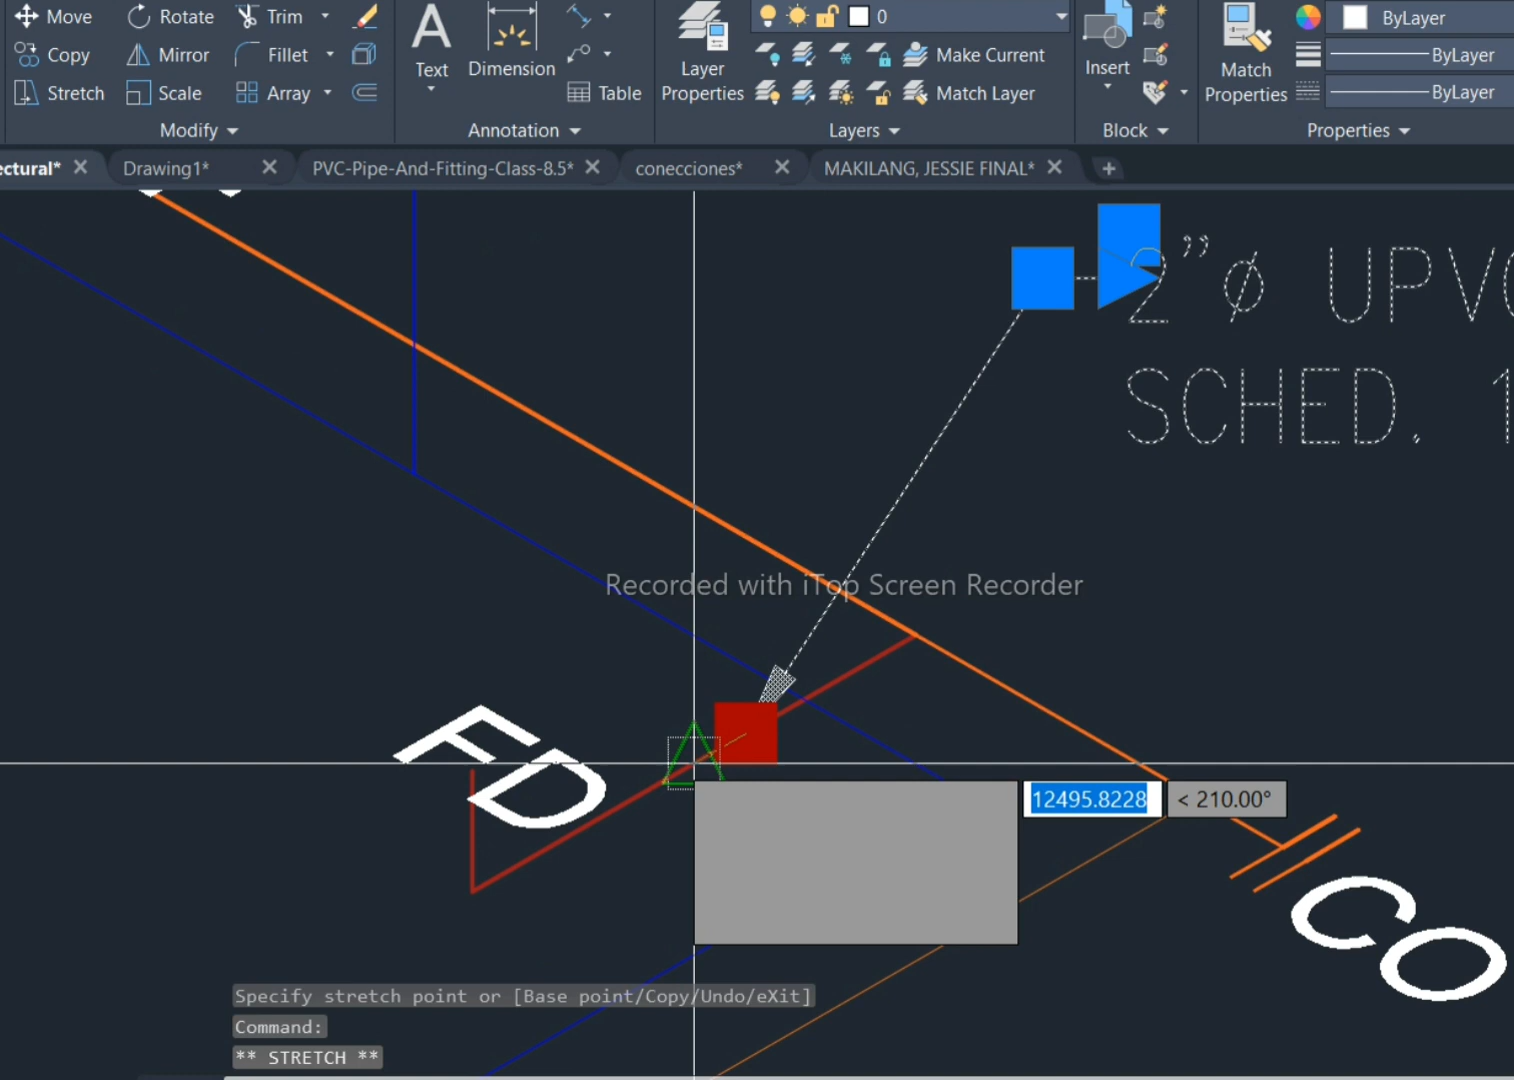 Move Rotate Trim
Copy Mirror Fillet
Stretch Scale Array
Modify
Text Dimension Table
Annotation
0
Layer Properties Make Current
Match Layer
Layers
Insert
Block
Match Properties
ByLayer
ByLayer
ByLayer
Properties
ectural* Drawing1* PVC-Pipe-And-Fitting-Class-8.5* conecciones* MAKILANG, JESSIE FINAL* +
2”ø UPVC
SCHED. 1
Recorded with iTop Screen Recorder
FD
12495.8228 < 210.00°
CO
Specify stretch point or [Base point/Copy/Undo/eXit]
Command:
** STRETCH **